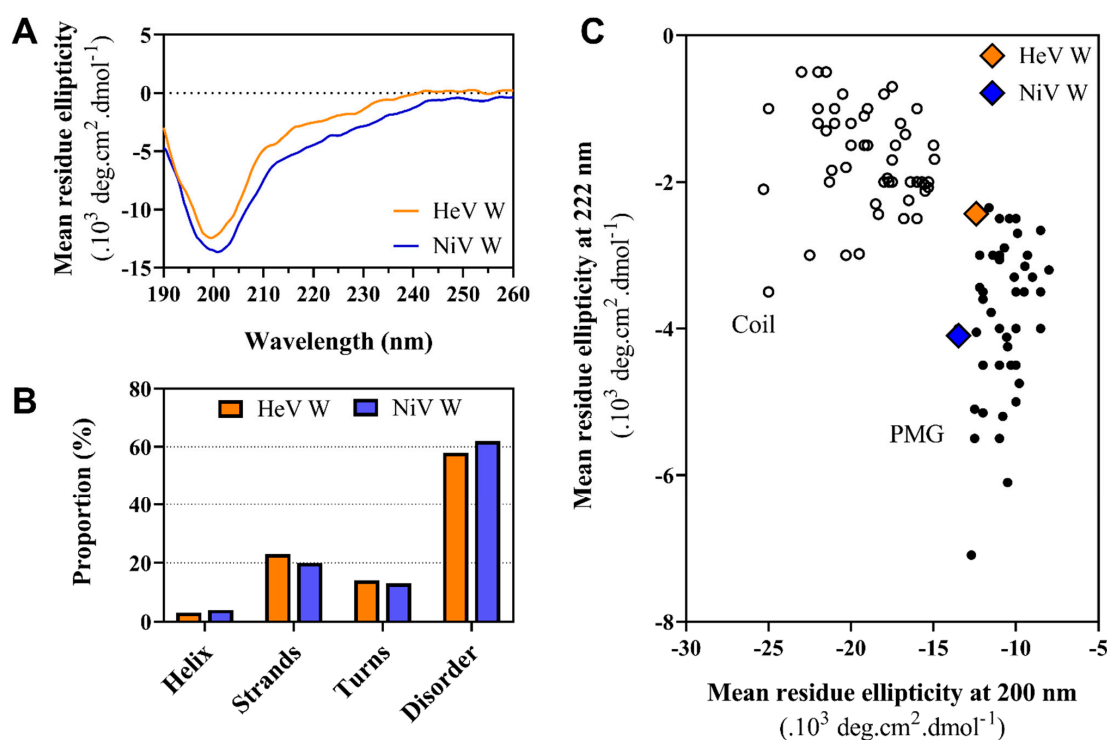 A
Mean residue ellipticity
(.10³ deg.cm².dmol⁻¹)
5
0
-5
-10
-15
HeV W
NiV W
190 200 210 220 230 240 250 260
Wavelength (nm)
B
Proportion (%)
80
60
40
20
0
HeV W NiV W
Helix
Strands
Turns
Disorder
C
Mean residue ellipticity at 222 nm
(.10³ deg.cm².dmol⁻¹)
0
-2
-4
-6
-8
HeV W
NiV W
Coil
PMG
-30 -25 -20 -15 -10 -5
Mean residue ellipticity at 200 nm
(.10³ deg.cm².dmol⁻¹)